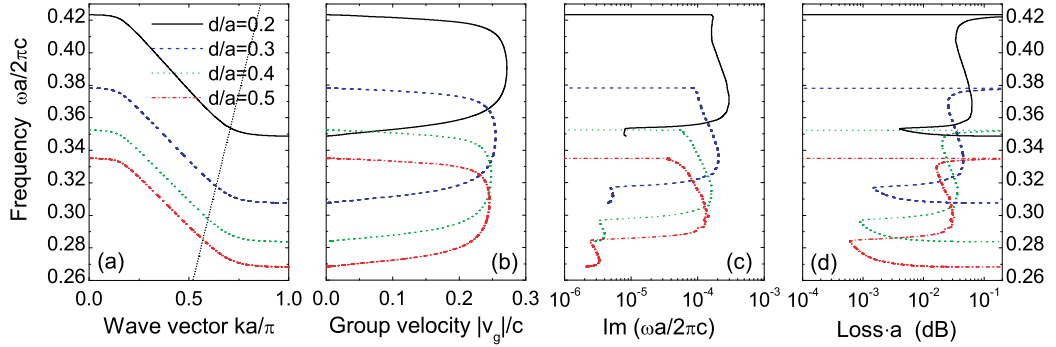 Frequency ωa/2πc
0.42
0.40
0.38
0.36
0.34
0.32
0.30
0.28
0.26
d/a=0.2
d/a=0.3
d/a=0.4
d/a=0.5
(a)
(b)
(c)
(d)
0.42
0.40
0.38
0.36
0.34
0.32
0.30
0.28
0.26
0.0 0.5 1.0
0.0 0.1 0.2 0.3
10⁻⁶ 10⁻⁵ 10⁻⁴ 10⁻³
10⁻⁴ 10⁻³ 10⁻² 10⁻¹
Wave vector ka/π
Group velocity |v_g|/c
Im (ωa/2πc)
Loss·a (dB)